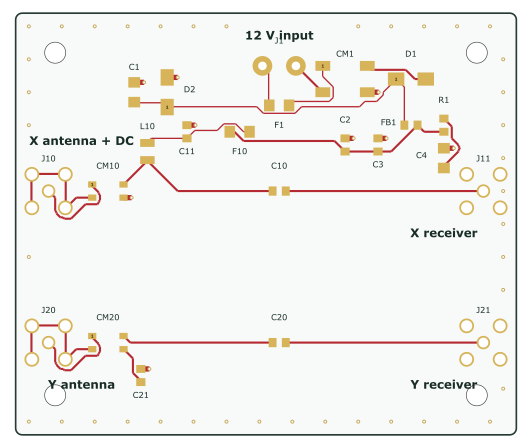 12 V input
J1
C1
CM1
D1
D2
R1
F1
C2
FB1
L10
X antenna + DC
C11
F10
C3
C4
J10
CM10
C10
J11
X receiver
J20
CM20
C20
J21
Y antenna
Y receiver
C21